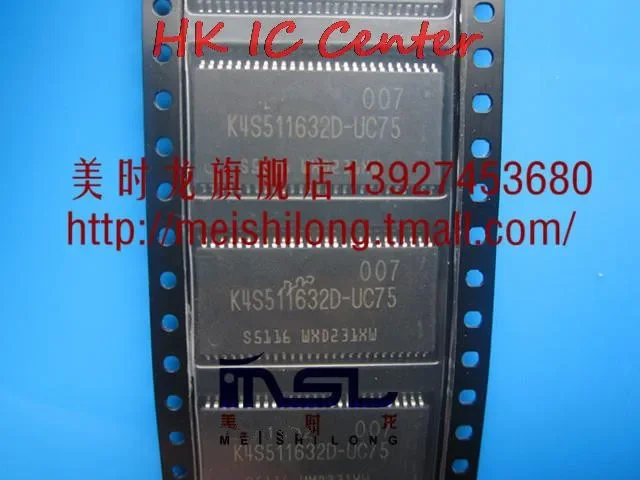 HK IC Center
007
K4S511632D-UC75
美时龙旗舰店13927453680
http://meishilong.tmall.com/
007
K4S511632D-UC75
S5116 WXD231XW
MSL
美 时 龙
MEISHILONG
007
K4S511632D-UC75